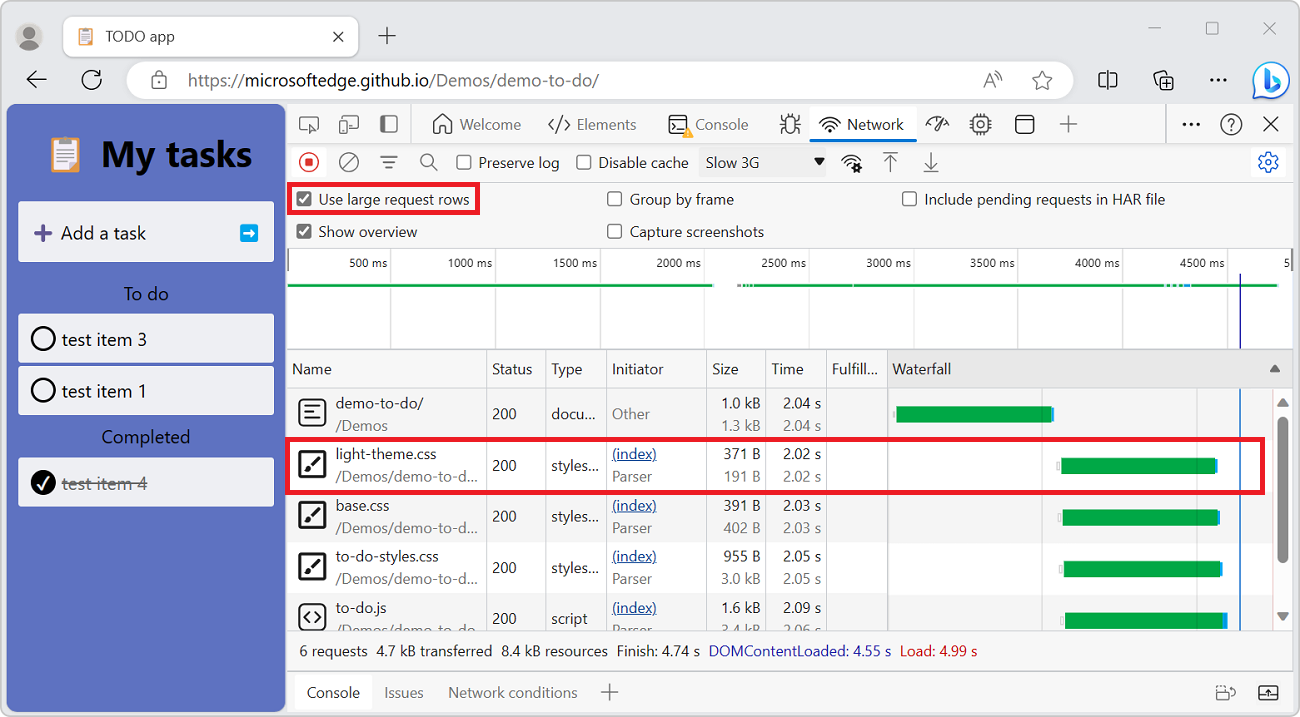 TODO app
https://microsoftedge.github.io/Demos/demo-to-do/
My tasks
Add a task
To do
test item 3
test item 1
Completed
test item 4
Welcome Elements Console Network
Preserve log Disable cache Slow 3G
Use large request rows Group by frame Include pending requests in HAR file
Show overview Capture screenshots
500 ms 1000 ms 1500 ms 2000 ms 2500 ms 3000 ms 3500 ms 4000 ms 4500 ms 5
Name Status Type Initiator Size Time Fulfill... Waterfall
demo-to-do/ 200 docu... Other 1.0 kB 2.04 s
/Demos 1.3 kB 2.04 s
light-theme.css 200 styles... (index) 371 B 2.02 s
/Demos/demo-to-d... Parser 191 B 2.02 s
base.css 200 styles... (index) 391 B 2.03 s
/Demos/demo-to-d... Parser 402 B 2.03 s
to-do-styles.css 200 styles... (index) 955 B 2.05 s
/Demos/demo-to-d... Parser 3.0 kB 2.05 s
to-do.js 200 script (index) 1.6 kB 2.09 s
/Demos/demo-to-do Parser 3.4 kB 2.06 s
6 requests 4.7 kB transferred 8.4 kB resources Finish: 4.74 s DOMContentLoaded: 4.55 s Load: 4.99 s
Console Issues Network conditions